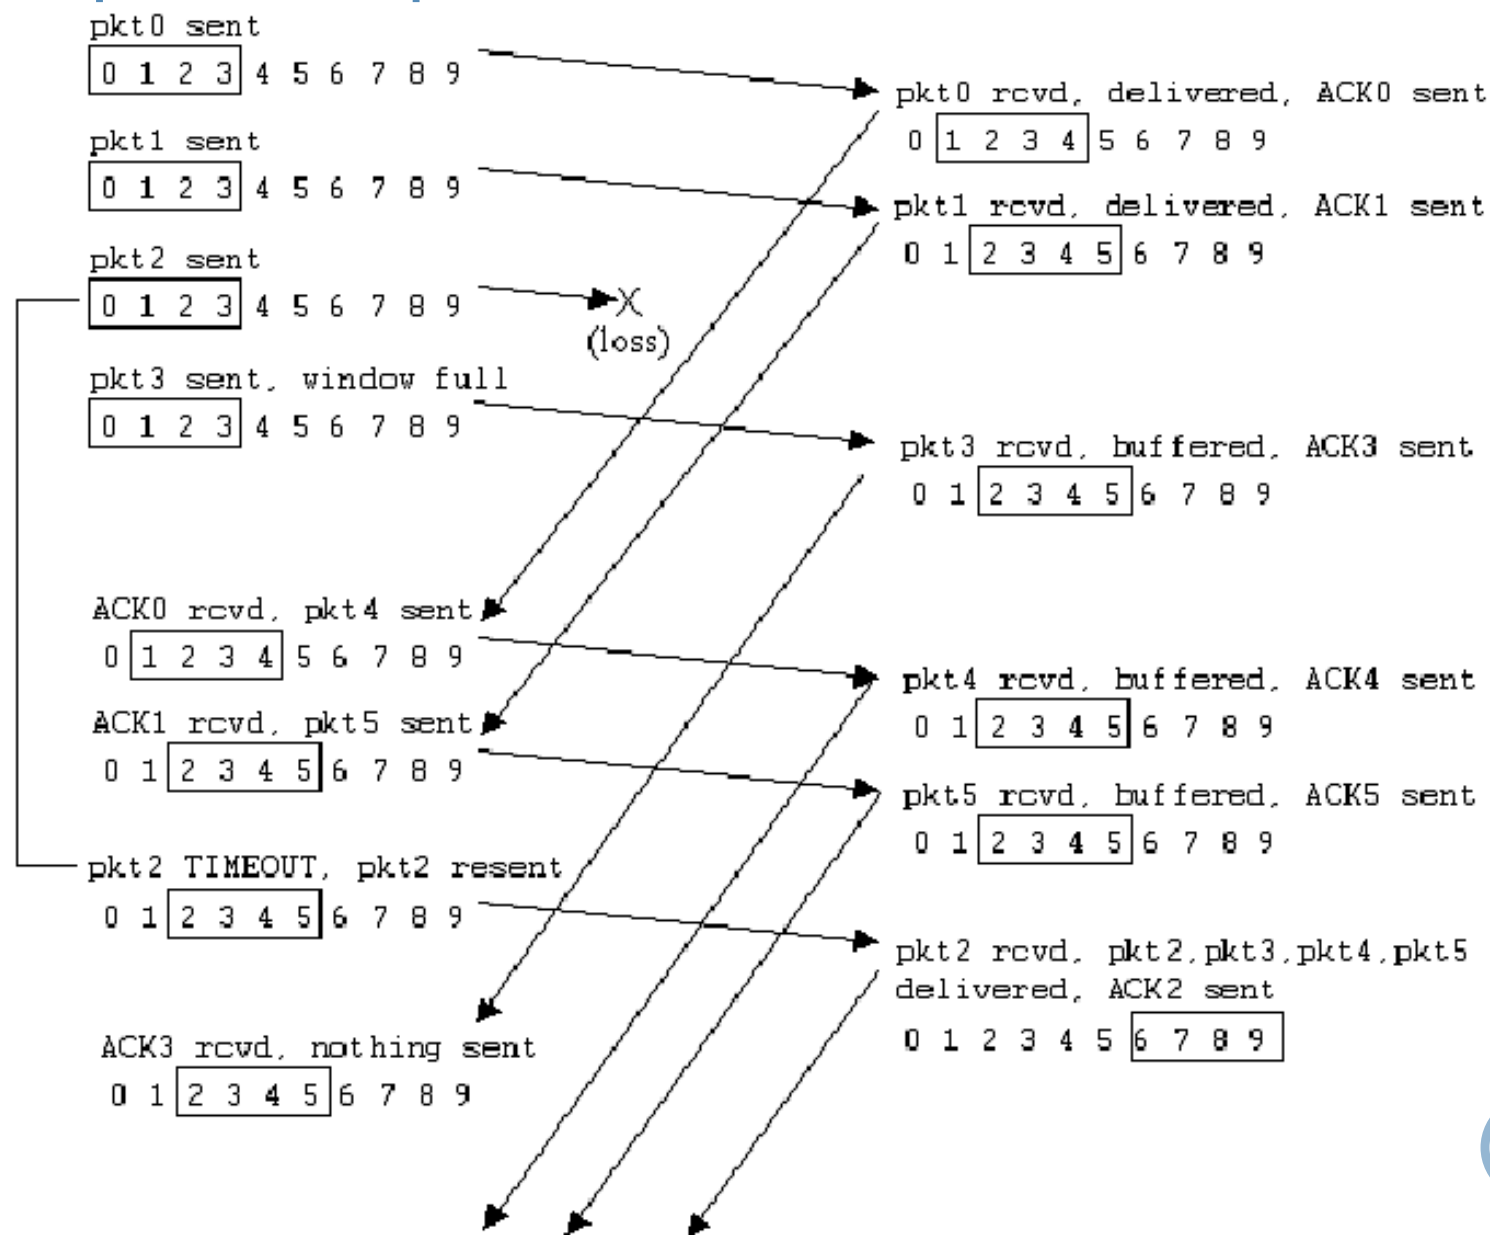 pkt0 sent
0 1 2 3 4 5 6 7 8 9
pkt0 rcvd, delivered, ACK0 sent
0 1 2 3 4 5 6 7 8 9
pkt1 sent
0 1 2 3 4 5 6 7 8 9
pkt1 rcvd, delivered, ACK1 sent
0 1 2 3 4 5 6 7 8 9
pkt2 sent
0 1 2 3 4 5 6 7 8 9
X
(loss)
pkt3 sent, window full
0 1 2 3 4 5 6 7 8 9
pkt3 rcvd, buffered, ACK3 sent
0 1 2 3 4 5 6 7 8 9
ACK0 rcvd, pkt4 sent
0 1 2 3 4 5 6 7 8 9
pkt4 rcvd, buffered, ACK4 sent
0 1 2 3 4 5 6 7 8 9
ACK1 rcvd, pkt5 sent
0 1 2 3 4 5 6 7 8 9
pkt5 rcvd, buffered, ACK5 sent
0 1 2 3 4 5 6 7 8 9
pkt2 TIMEOUT, pkt2 resent
0 1 2 3 4 5 6 7 8 9
pkt2 rcvd, pkt2,pkt3,pkt4,pkt5
delivered, ACK2 sent
0 1 2 3 4 5 6 7 8 9
ACK3 rcvd, nothing sent
0 1 2 3 4 5 6 7 8 9